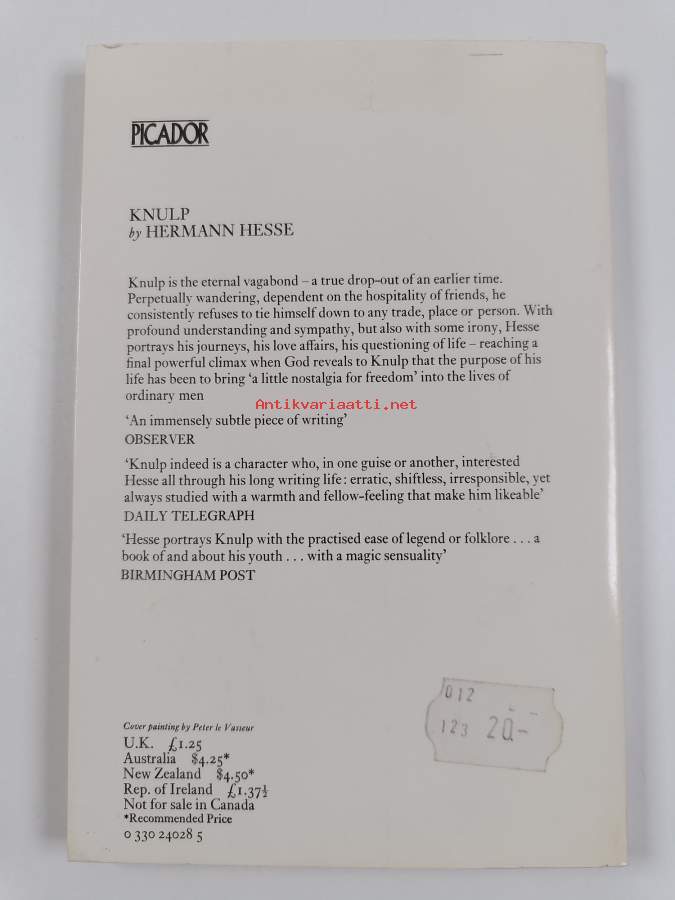 PICADOR
KNULP
by HERMANN HESSE
Knulp is the eternal vagabond – a true drop-out of an earlier time.
Perpetually wandering, dependent on the hospitality of friends, he
consistently refuses to tie himself down to any trade, place or person. With
profound understanding and sympathy, but also with some irony, Hesse
portrays his journeys, his love affairs, his questioning of life – reaching a
final powerful climax when God reveals to Knulp that the purpose of his
life has been to bring ‘a little nostalgia for freedom’ into the lives of
ordinary men
Antikvariaatti.net
‘An immensely subtle piece of writing’
OBSERVER
‘Knulp indeed is a character who, in one guise or another, interested
Hesse all through his long writing life: erratic, shiftless, irresponsible, yet
always studied with a warmth and fellow-feeling that make him likeable’
DAILY TELEGRAPH
‘Hesse portrays Knulp with the practised ease of legend or folklore . . . a
book of and about his youth . . . with a magic sensuality’
BIRMINGHAM POST
012
123 20.–
Cover painting by Peter le Vasseur
U.K. £1.25
Australia $4.25*
New Zealand $4.50*
Rep. of Ireland £1.37½
Not for sale in Canada
*Recommended Price
0 330 24028 5